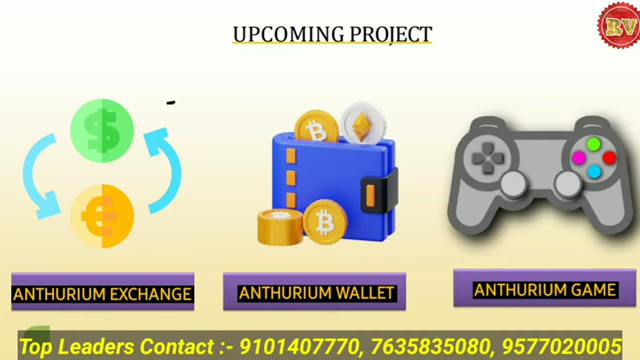 UPCOMING PROJECT
RV
ANTHURIUM EXCHANGE
ANTHURIUM WALLET
ANTHURIUM GAME
Top Leaders Contact :- 9101407770, 7635835080, 9577020005